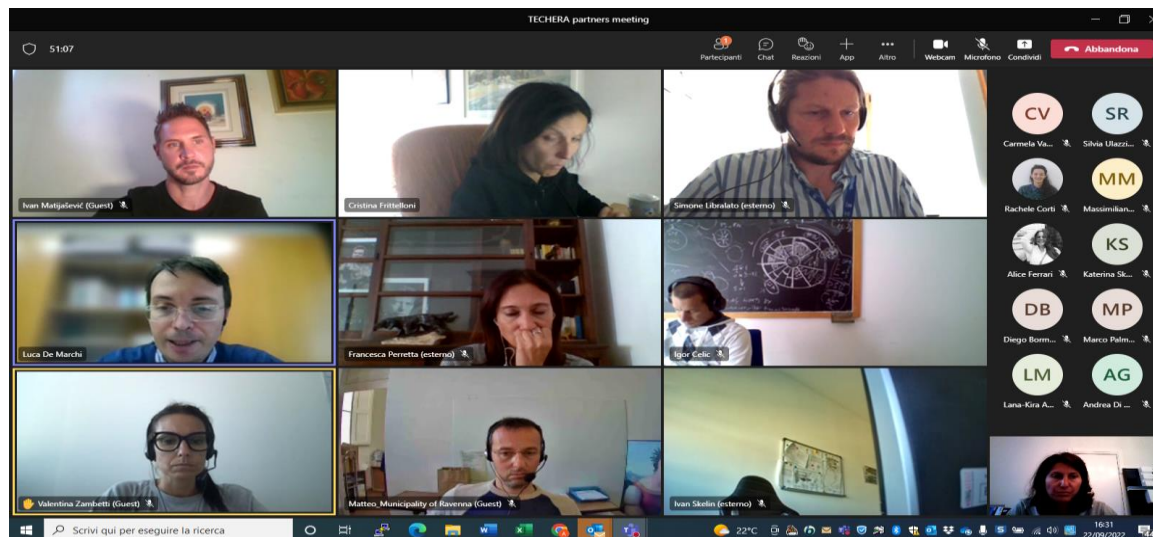 TECHERA partners meeting
51:07
Partecipanti
Chat
Reazioni
App
Altro
Webcam
Microfono
Condividi
Abbandona
Ivan Matijašević (Guest)
Cristina Frittelloni
Simone Libralato (esterno)
CV
SR
Carmela Va...
Silvia Ulazzi...
MM
Rachele Corti
Massimilian...
KS
Alice Ferrari
Katerina Sk...
Luca De Marchi
Francesca Perretta (esterno)
Igor Celic
DB
MP
Diego Borm...
Marco Palm...
LM
AG
Lana-Kira A...
Andrea Di ...
Valentina Zambetti (Guest)
Matteo_Municipality of Ravenna (Guest)
Ivan Skelin (esterno)
Scrivi qui per eseguire la ricerca
22°C
16:31
22/09/2022